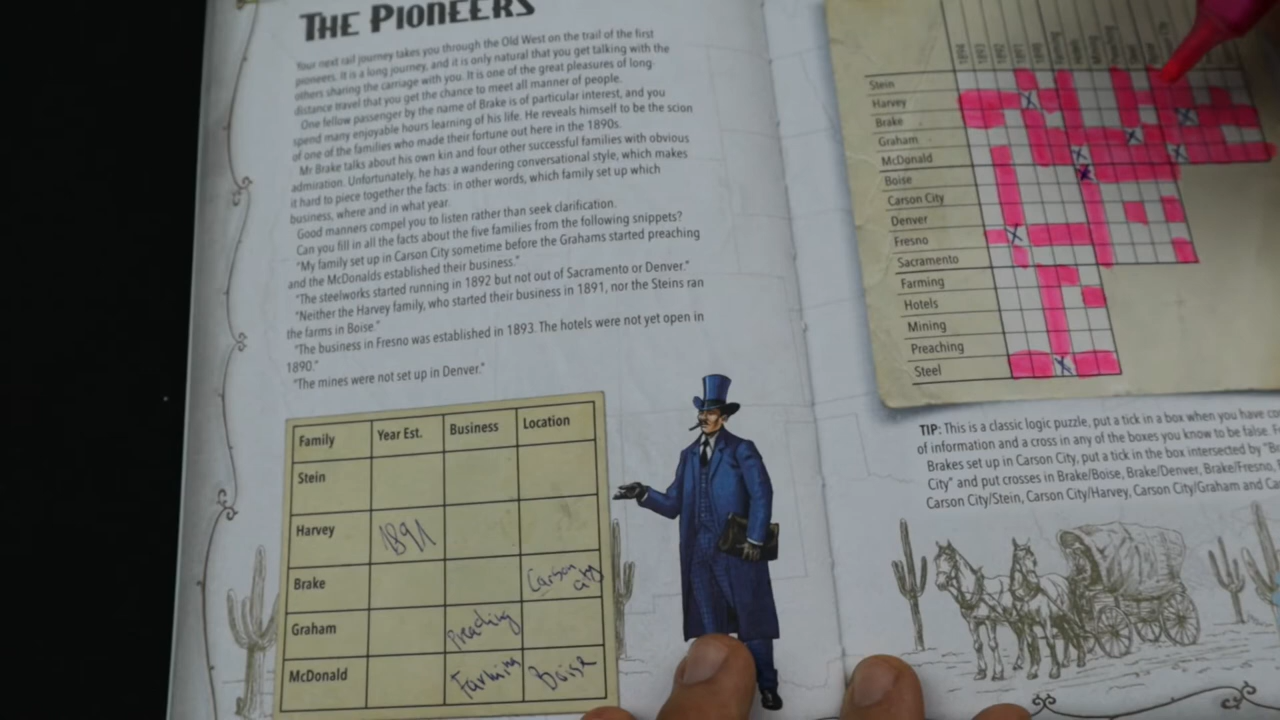 THE PIONEERS
Your next rail journey takes you through the Old West on the trail of the first
pioneers. It is a long journey, and it is only natural that you get talking with the
others sharing the carriage with you. It is one of the great pleasures of long-
distance travel that you get the chance to meet all manner of people.
One fellow passenger by the name of Brake is of particular interest, and you
spend many enjoyable hours learning of his life. He reveals himself to be the scion
of one of the families who made their fortune out here in the 1890s.
Mr Brake talks about his own kin and four other successful families with obvious
admiration. Unfortunately, he has a wandering conversational style, which makes
it hard to piece together the facts: in other words, which family set up which
business, where and in what year.
Good manners compel you to listen rather than seek clarification.
Can you fill in all the facts about the five families from the following snippets?
"My family set up in Carson City sometime before the Grahams started preaching
and the McDonalds established their business."
"The steelworks started running in 1892 but not out of Sacramento or Denver."
"Neither the Harvey family, who started their business in 1891, nor the Steins ran
the farms in Boise."
"The business in Fresno was established in 1893. The hotels were not yet open in
1890."
"The mines were not set up in Denver."
Family Year Est. Business Location
Stein
Harvey 1891
Brake Carson City
Graham Preaching
McDonald Farming Boise
Stein
Harvey
Brake
Graham
McDonald
Boise
Carson City
Denver
Fresno
Sacramento
Farming
Hotels
Mining
Preaching
Steel
TIP: This is a classic logic puzzle, put a tick in a box when you have
of information and a cross in any of the boxes you know to be false.
Brakes set up in Carson City, put a tick in the box intersected by
City" and put crosses in Brake/Boise, Brake/Denver, Brake/Fresno,
Carson City/Stein, Carson City/Harvey, Carson City/Graham and